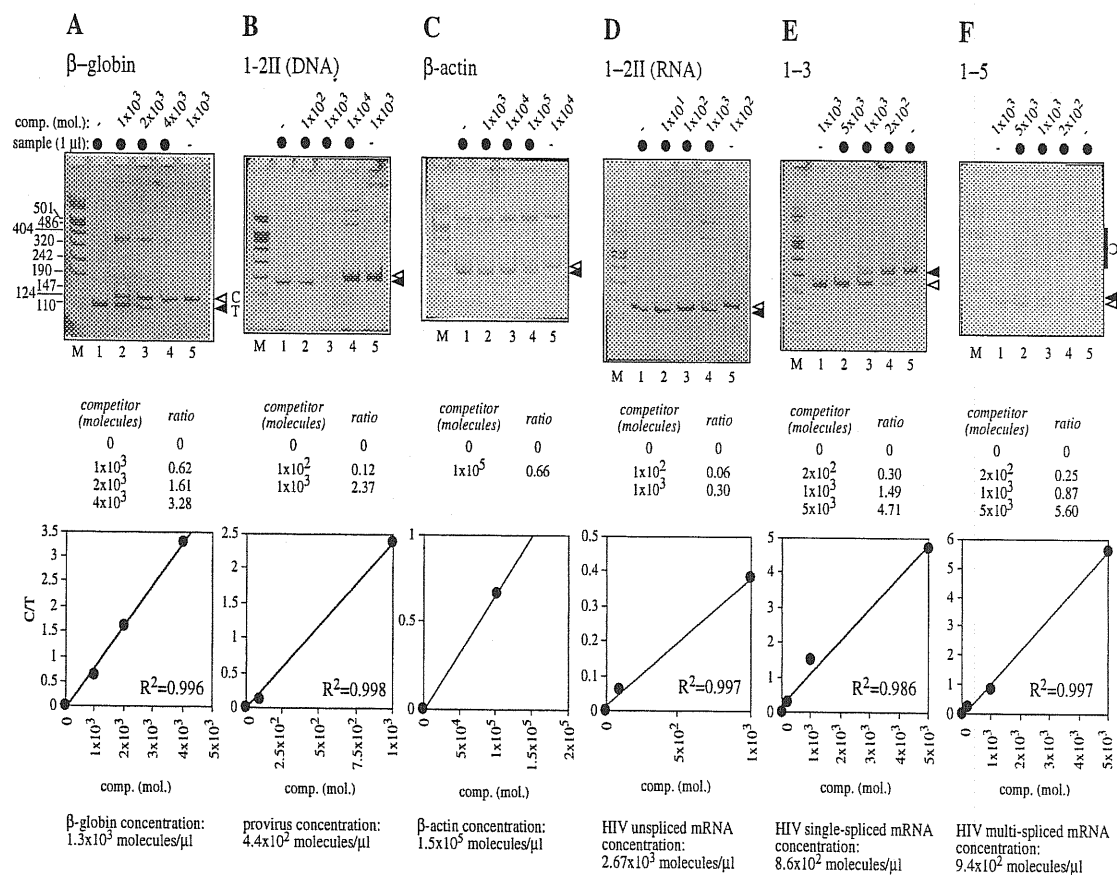 A
β-globin
comp. (mol.):
-
1x10³
2x10³
4x10³
1x10³
sample (1 µl):
-
501
486
404
320
242
190
147
124
110
C
T
M 1 2 3 4 5
competitor (molecules) ratio
0 0
1x10³ 0.62
2x10³ 1.61
4x10³ 3.28
C/T
3.5
3
2.5
2
1.5
1
0.5
0
R²=0.996
0 1x10³ 2x10³ 3x10³ 4x10³ 5x10³
comp. (mol.)
β-globin concentration:
1.3x10³ molecules/µl
B
1-2II (DNA)
-
1x10²
1x10³
1x10⁴
1x10³
-
M 1 2 3 4 5
competitor (molecules) ratio
0 0
1x10² 0.12
1x10³ 2.37
2.5
2
1.5
1
0.5
0
R²=0.998
0 2.5x10² 5x10² 7.5x10² 1x10³
comp. (mol.)
provirus concentration:
4.4x10² molecules/µl
C
β-actin
-
1x10³
1x10⁴
1x10⁵
1x10⁴
-
M 1 2 3 4 5
competitor (molecules) ratio
0 0
1x10⁵ 0.66
1
0.5
0
0 5x10⁴ 1x10⁵ 1.5x10⁵ 2x10⁵
comp. (mol.)
β-actin concentration:
1.5x10⁵ molecules/µl
D
1-2II (RNA)
-
1x10¹
1x10²
1x10³
1x10²
-
M 1 2 3 4 5
competitor (molecules) ratio
0 0
1x10² 0.06
1x10³ 0.30
0.5
0.4
0.3
0.2
0.1
0
R²=0.997
0 5x10² 1x10³
comp. (mol.)
HIV unspliced mRNA
concentration:
2.67x10³ molecules/µl
E
1-3
1x10³
5x10³
1x10³
2x10²
-
-
M 1 2 3 4 5
competitor (molecules) ratio
0 0
2x10² 0.30
1x10³ 1.49
5x10³ 4.71
5
4
3
2
1
0
R²=0.986
0 1x10³ 2x10³ 3x10³ 4x10³ 5x10³
comp. (mol.)
HIV single-spliced mRNA
concentration:
8.6x10² molecules/µl
F
1-5
1x10³
5x10³
1x10³
2x10²
-
-
M 1 2 3 4 5
competitor (molecules) ratio
0 0
2x10² 0.25
1x10³ 0.87
5x10³ 5.60
6
5
4
3
2
1
0
R²=0.997
0 1x10³ 2x10³ 3x10³ 4x10³ 5x10³
comp. (mol.)
HIV multi-spliced mRNA
concentration:
9.4x10² molecules/µl